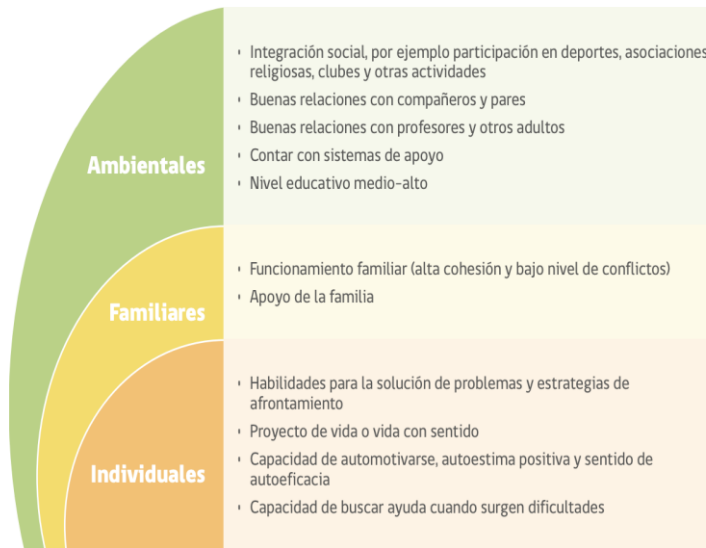 Ambientales
· Integración social, por ejemplo participación en deportes, asociaciones
religiosas, clubes y otras actividades
· Buenas relaciones con compañeros y pares
· Buenas relaciones con profesores y otros adultos
· Contar con sistemas de apoyo
· Nivel educativo medio-alto
Familiares
· Funcionamiento familiar (alta cohesión y bajo nivel de conflictos)
· Apoyo de la familia
Individuales
· Habilidades para la solución de problemas y estrategias de
afrontamiento
· Proyecto de vida o vida con sentido
· Capacidad de automotivarse, autoestima positiva y sentido de
autoeficacia
· Capacidad de buscar ayuda cuando surgen dificultades